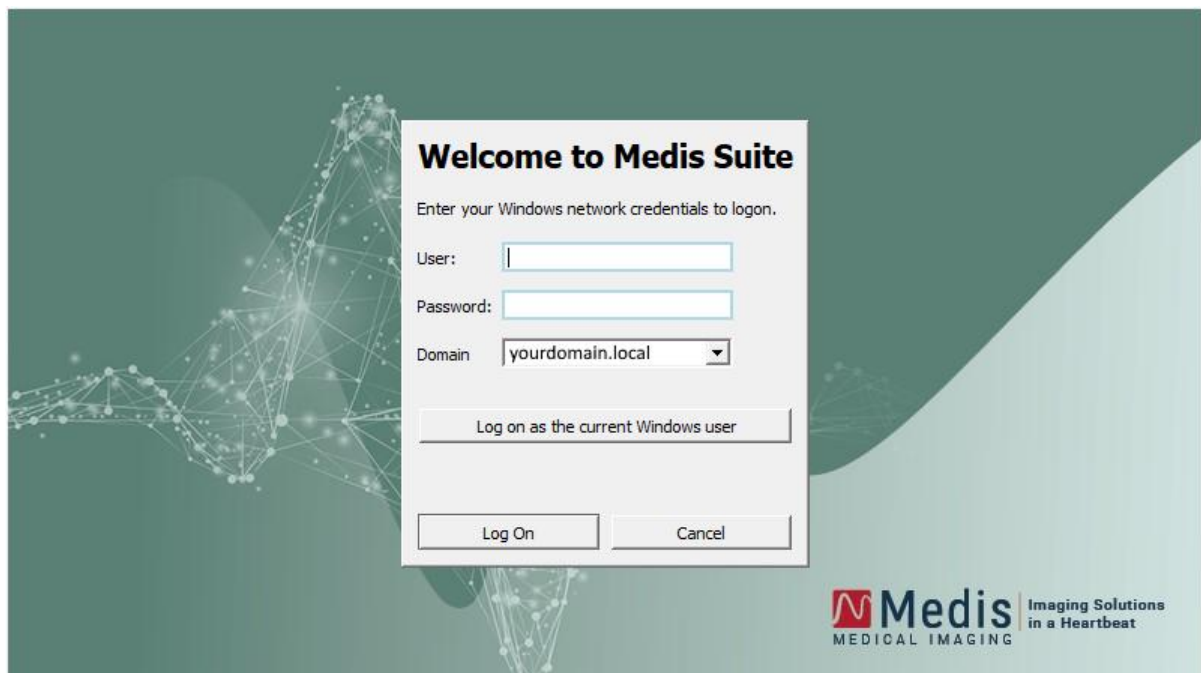 Welcome to Medis Suite
Enter your Windows network credentials to logon.
User:
Password:
Domain yourdomain.local
Log on as the current Windows user
Log On Cancel
Medis Imaging Solutions
in a Heartbeat
MEDICAL IMAGING